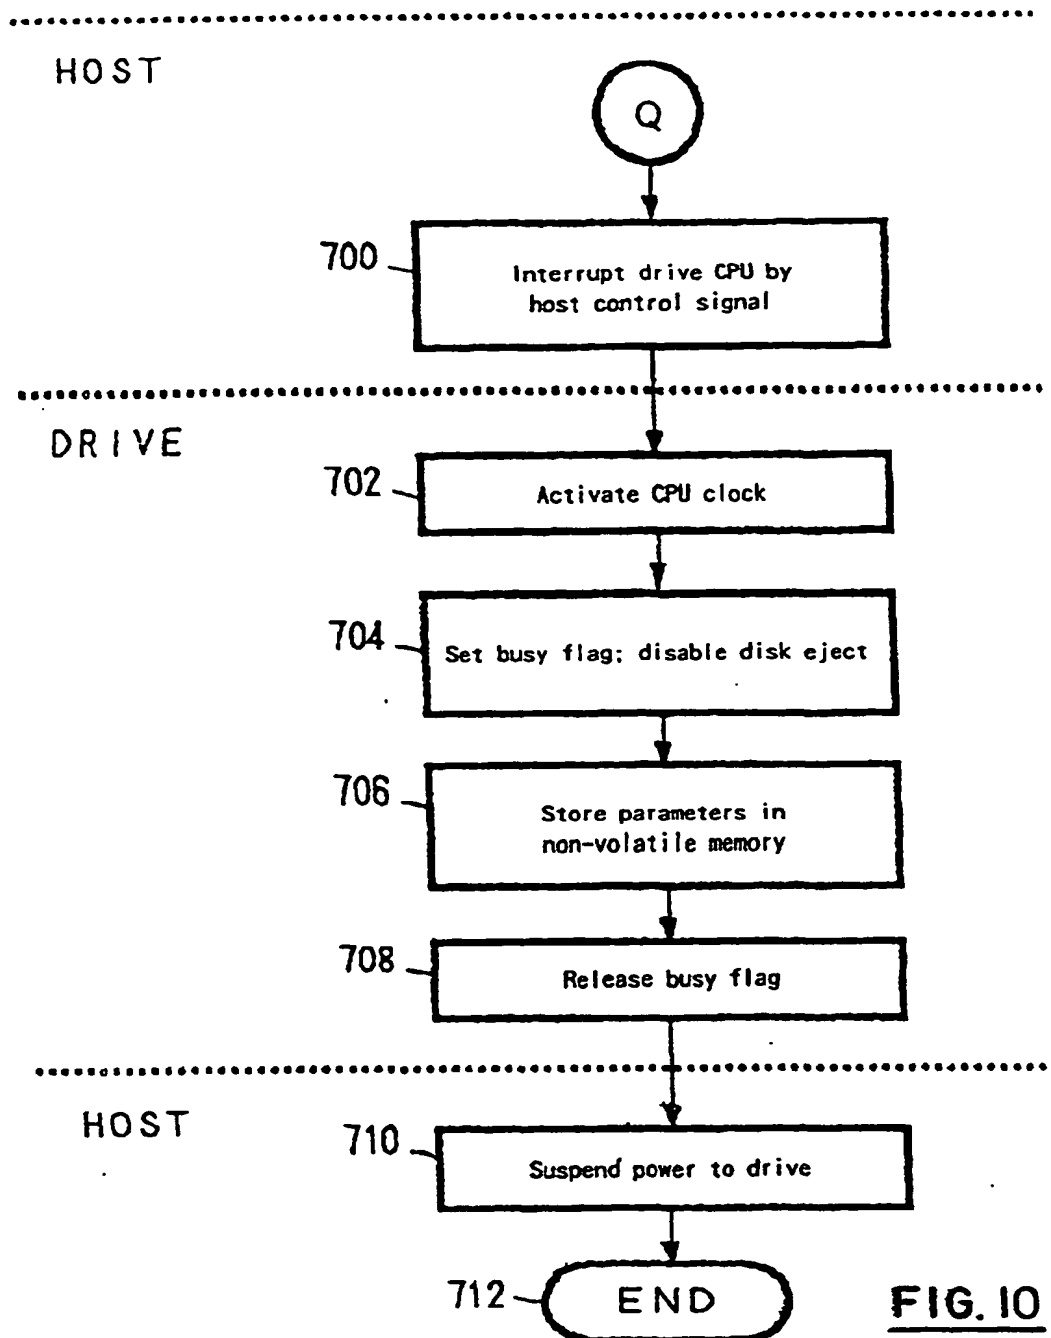 HOST
Q
700
Interrupt drive CPU by
host control signal
DRIVE
702
Activate CPU clock
704
Set busy flag; disable disk eject
706
Store parameters in
non-volatile memory
708
Release busy flag
HOST
710
Suspend power to drive
712
END
FIG. 10